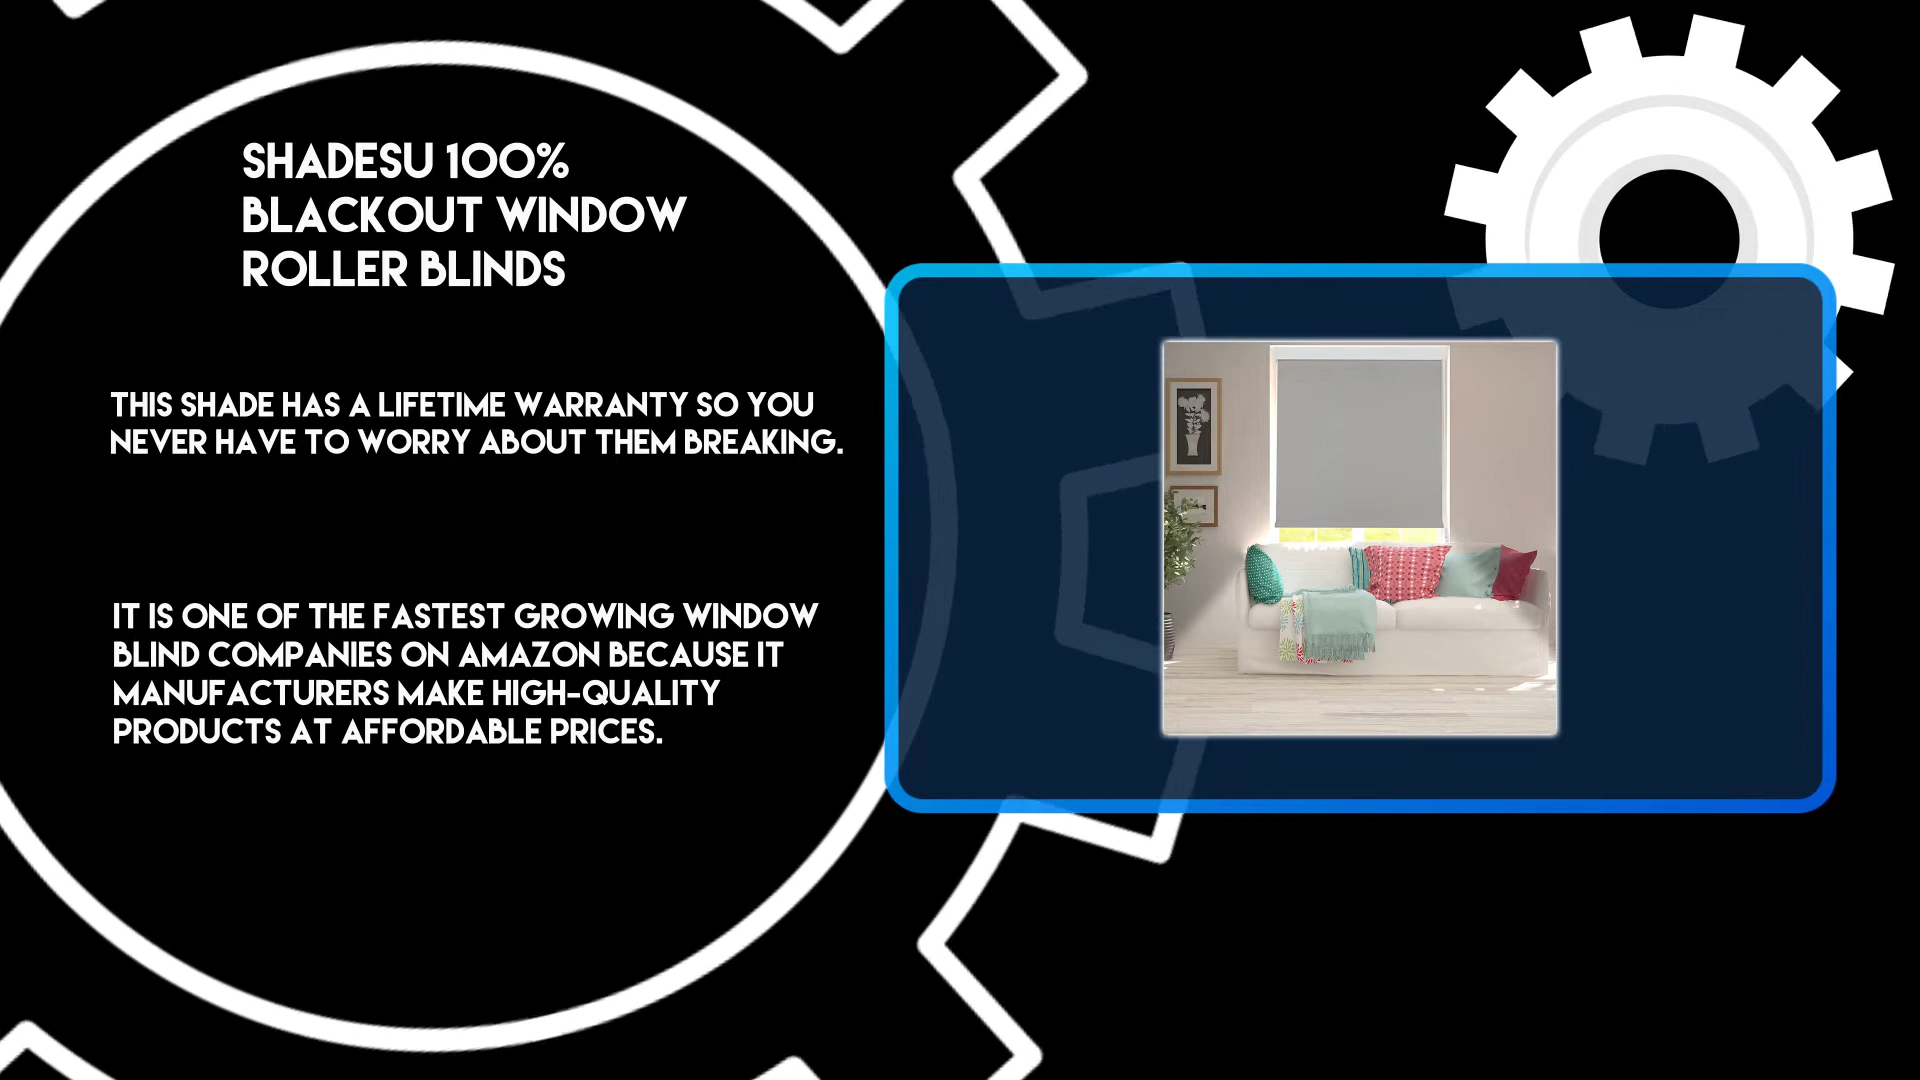 SHADESU 100%
BLACKOUT WINDOW
ROLLER BLINDS
THIS SHADE HAS A LIFETIME WARRANTY SO YOU
NEVER HAVE TO WORRY ABOUT THEM BREAKING.
IT IS ONE OF THE FASTEST GROWING WINDOW
BLIND COMPANIES ON AMAZON BECAUSE IT
MANUFACTURERS MAKE HIGH-QUALITY
PRODUCTS AT AFFORDABLE PRICES.